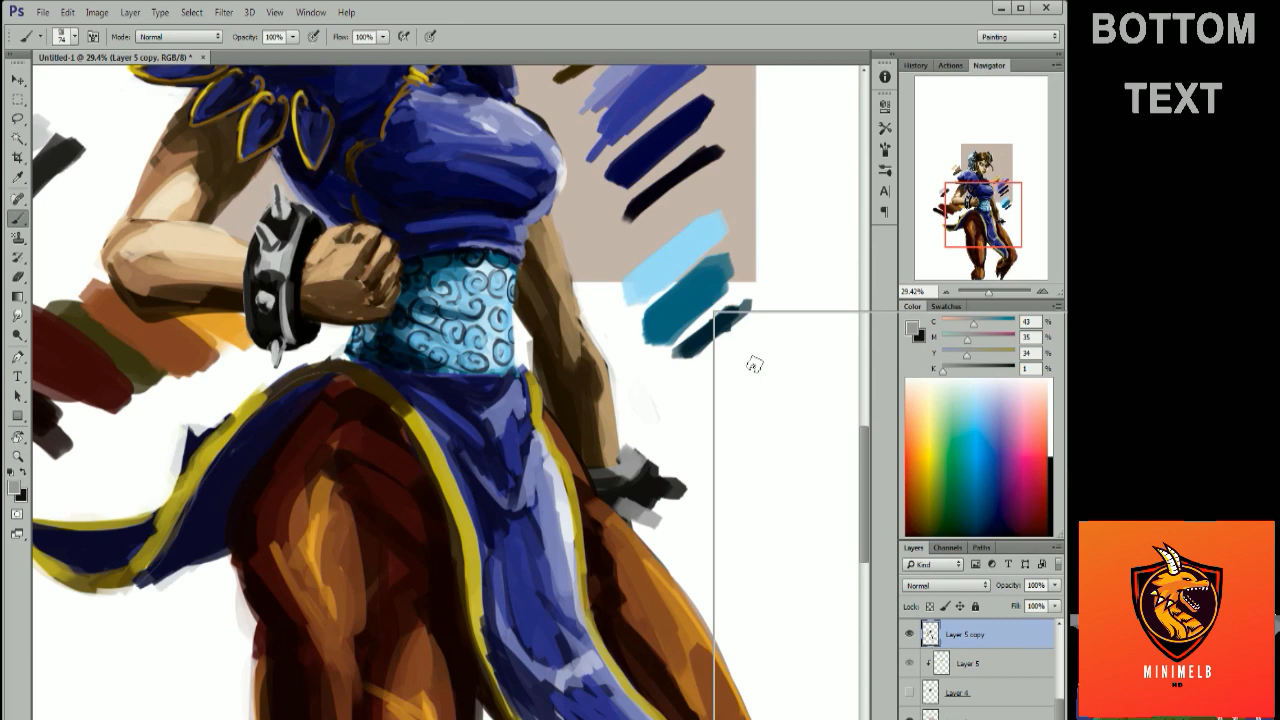 Ps File Edit Image Layer Type Select Filter 3D View Window Help
74 Mode: Normal Opacity: 100% Flow: 100% Painting
Untitled-1 @ 29.4% (Layer 5 copy, RGB/8) * ×
History Actions Navigator
29.42%
Color Swatches
C 43 %
M 35 %
Y 34 %
K 1 %
Layers Channels Paths
Kind
Normal Opacity: 100%
Lock: Fill: 100%
Layer 5 copy
Layer 5
Layer 4
BOTTOM
TEXT
MINIMELB
HD